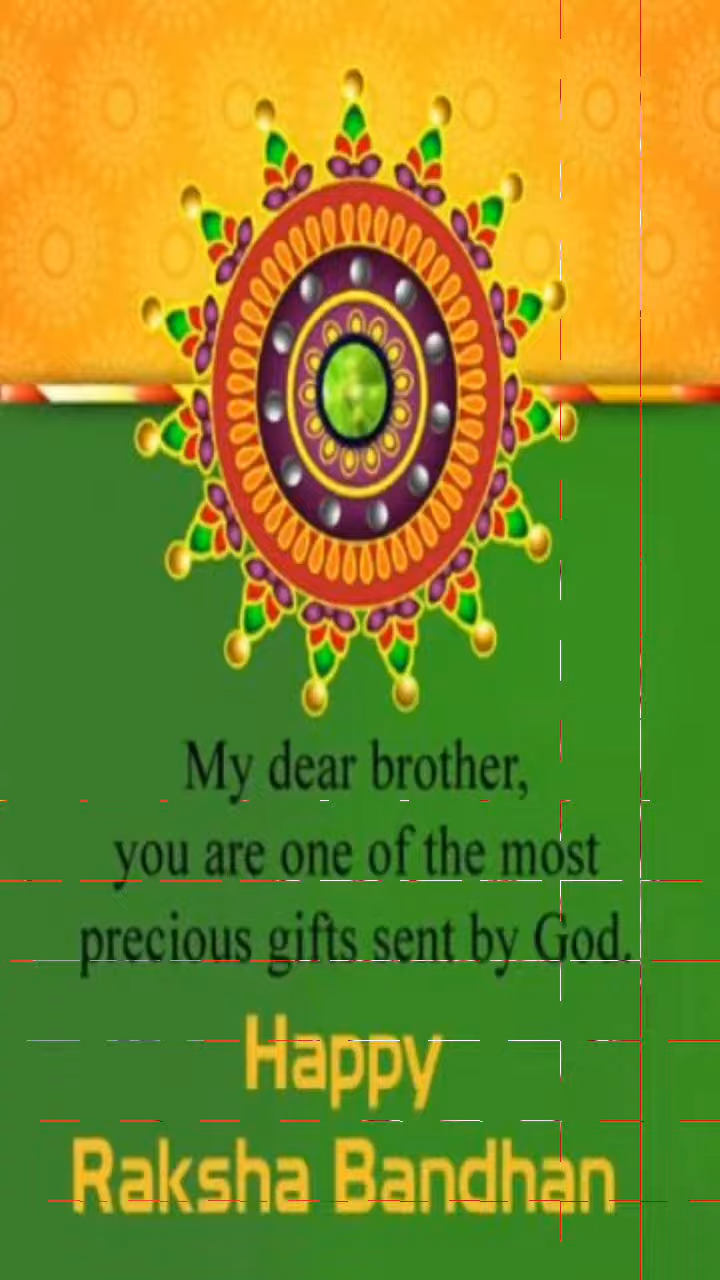 My dear brother,
you are one of the most
precious gifts sent by God.
Happy
Raksha Bandhan